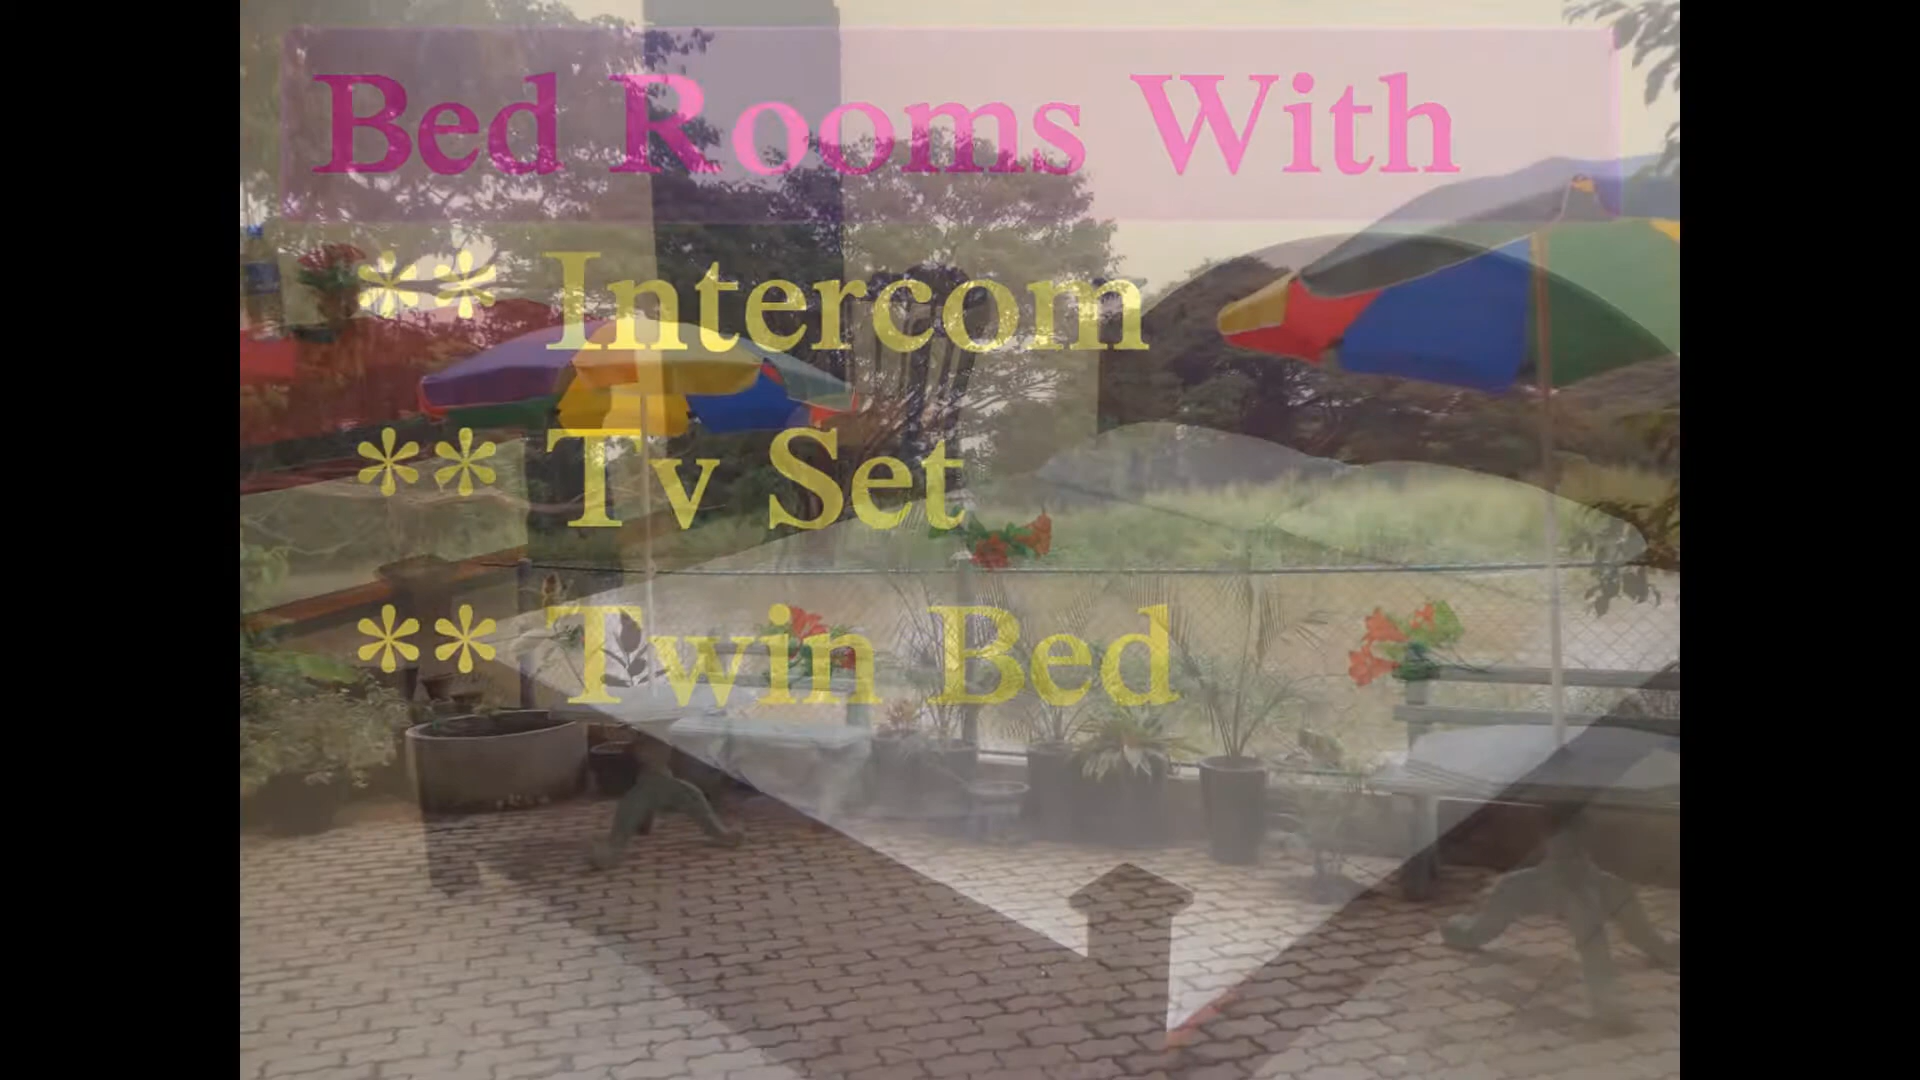 Bed Rooms With
** Intercom
** Tv Set
** Twin Bed